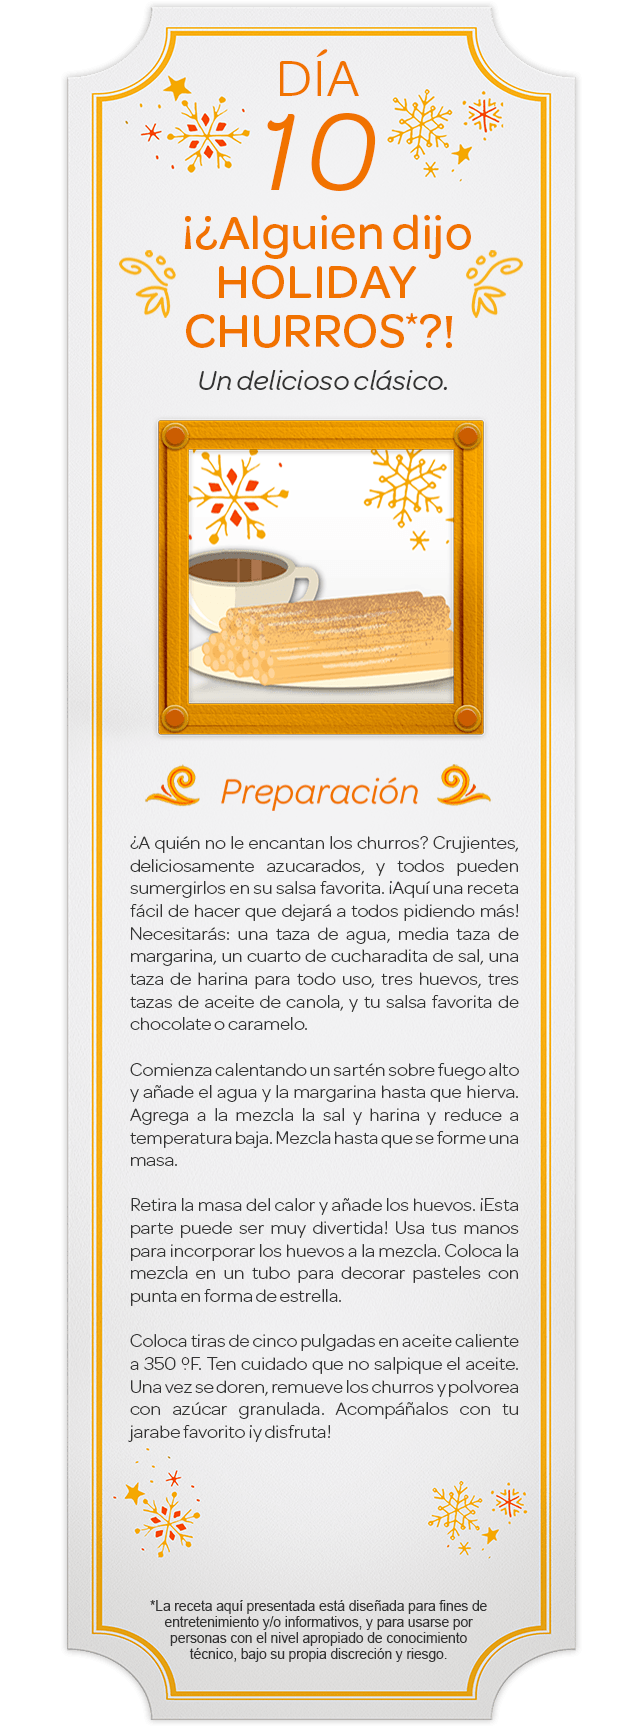 DÍA
10
¡¿Alguien dijo
HOLIDAY
CHURROS*?!
Un delicioso clásico.
Preparación
¿A quién no le encantan los churros? Crujientes,
deliciosamente azucarados, y todos pueden
sumergirlos en su salsa favorita. ¡Aquí una receta
fácil de hacer que dejará a todos pidiendo más!
Necesitarás: una taza de agua, media taza de
margarina, un cuarto de cucharadita de sal, una
taza de harina para todo uso, tres huevos, tres
tazas de aceite de canola, y tu salsa favorita de
chocolate o caramelo.
Comienza calentando un sartén sobre fuego alto
y añade el agua y la margarina hasta que hierva.
Agrega a la mezcla la sal y harina y reduce a
temperatura baja. Mezcla hasta que se forme una
masa.
Retira la masa del calor y añade los huevos. ¡Esta
parte puede ser muy divertida! Usa tus manos
para incorporar los huevos a la mezcla. Coloca la
mezcla en un tubo para decorar pasteles con
punta en forma de estrella.
Coloca tiras de cinco pulgadas en aceite caliente
a 350 ºF. Ten cuidado que no salpique el aceite.
Una vez se doren, remueve los churros y polvorea
con azúcar granulada. Acompáñalos con tu
jarabe favorito ¡y disfruta!
*La receta aquí presentada está diseñada para fines de
entretenimiento y/o informativos, y para usarse por
personas con el nivel apropiado de conocimiento
técnico, bajo su propia discreción y riesgo.